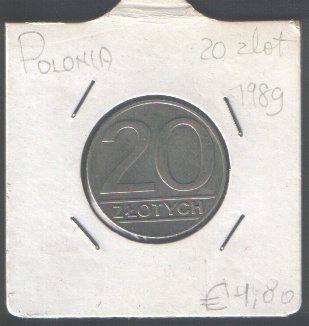 POLONIA 20 zlot
1989
20
ZŁOTYCH
€ 4,80